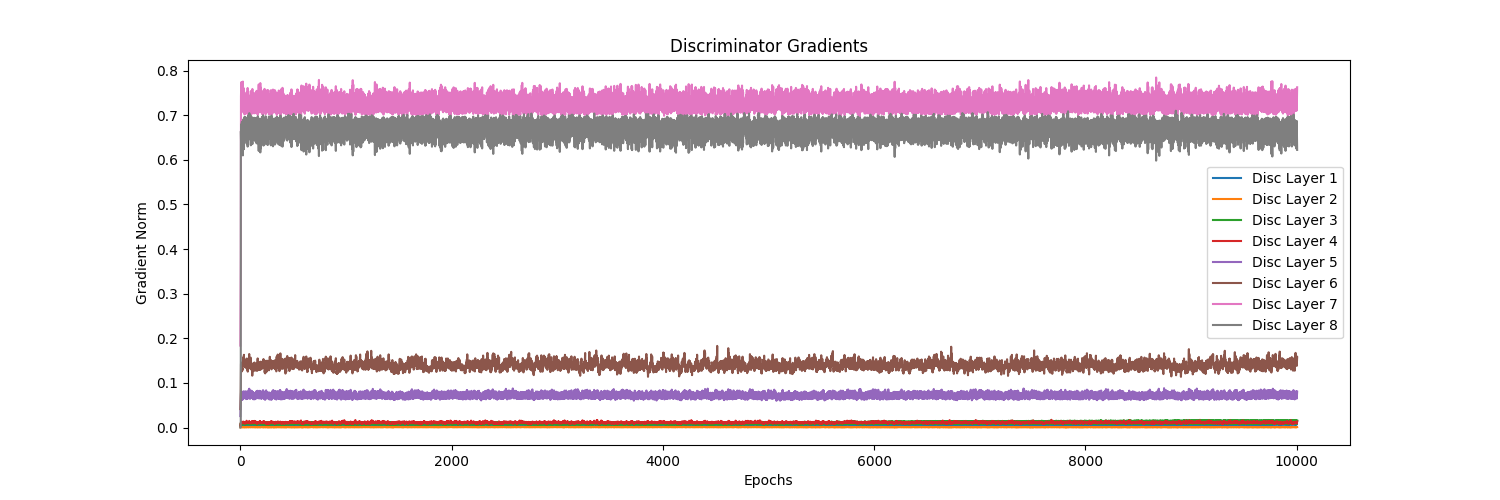 Discriminator Gradients
0.8
0.7
0.6
0.5
0.4
0.3
0.2
0.1
0.0
Gradient Norm
Disc Layer 1
Disc Layer 2
Disc Layer 3
Disc Layer 4
Disc Layer 5
Disc Layer 6
Disc Layer 7
Disc Layer 8
0 2000 4000 6000 8000 10000
Epochs